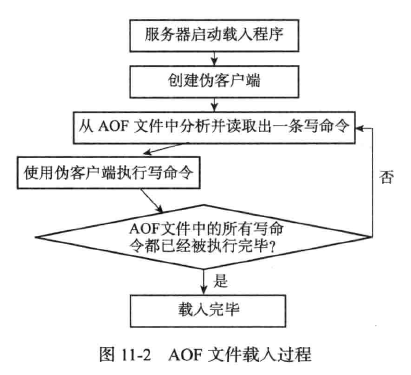 服务器启动载入程序
创建伪客户端
从 AOF 文件中分析并读取出一条写命令
使用伪客户端执行写命令
否
AOF文件中的所有写命
令都已经被执行完毕?
是
载入完毕
图 11-2 AOF 文件载入过程